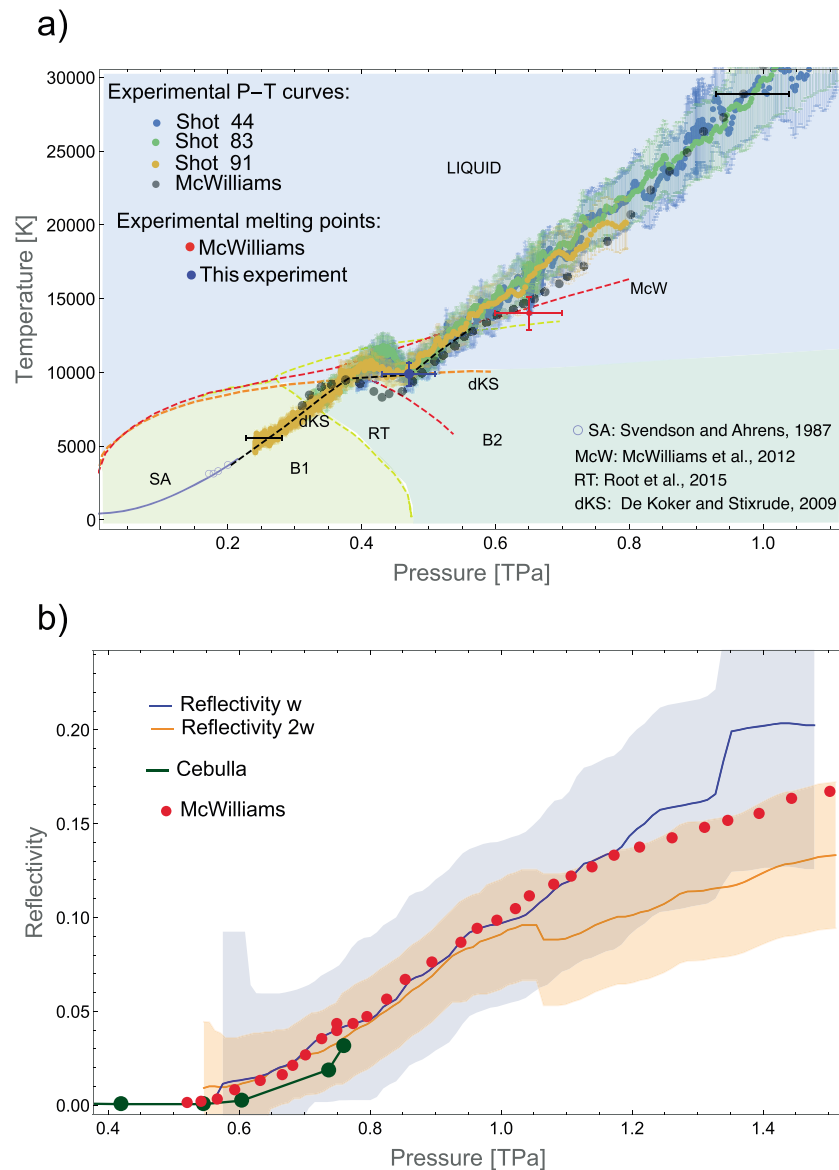 a)
30000
25000
20000
15000
10000
5000
0
Temperature [K]
Experimental P–T curves:
Shot 44
Shot 83
Shot 91
McWilliams
Experimental melting points:
McWilliams
This experiment
LIQUID
McW
dKS
dKS
RT
B2
B1
SA
SA: Svendson and Ahrens, 1987
McW: McWilliams et al., 2012
RT: Root et al., 2015
dKS: De Koker and Stixrude, 2009
0.2 0.4 0.6 0.8 1.0
Pressure [TPa]
b)
0.20
0.15
0.10
0.05
0.00
Reflectivity
Reflectivity w
Reflectivity 2w
Cebulla
McWilliams
0.4 0.6 0.8 1.0 1.2 1.4
Pressure [TPa]